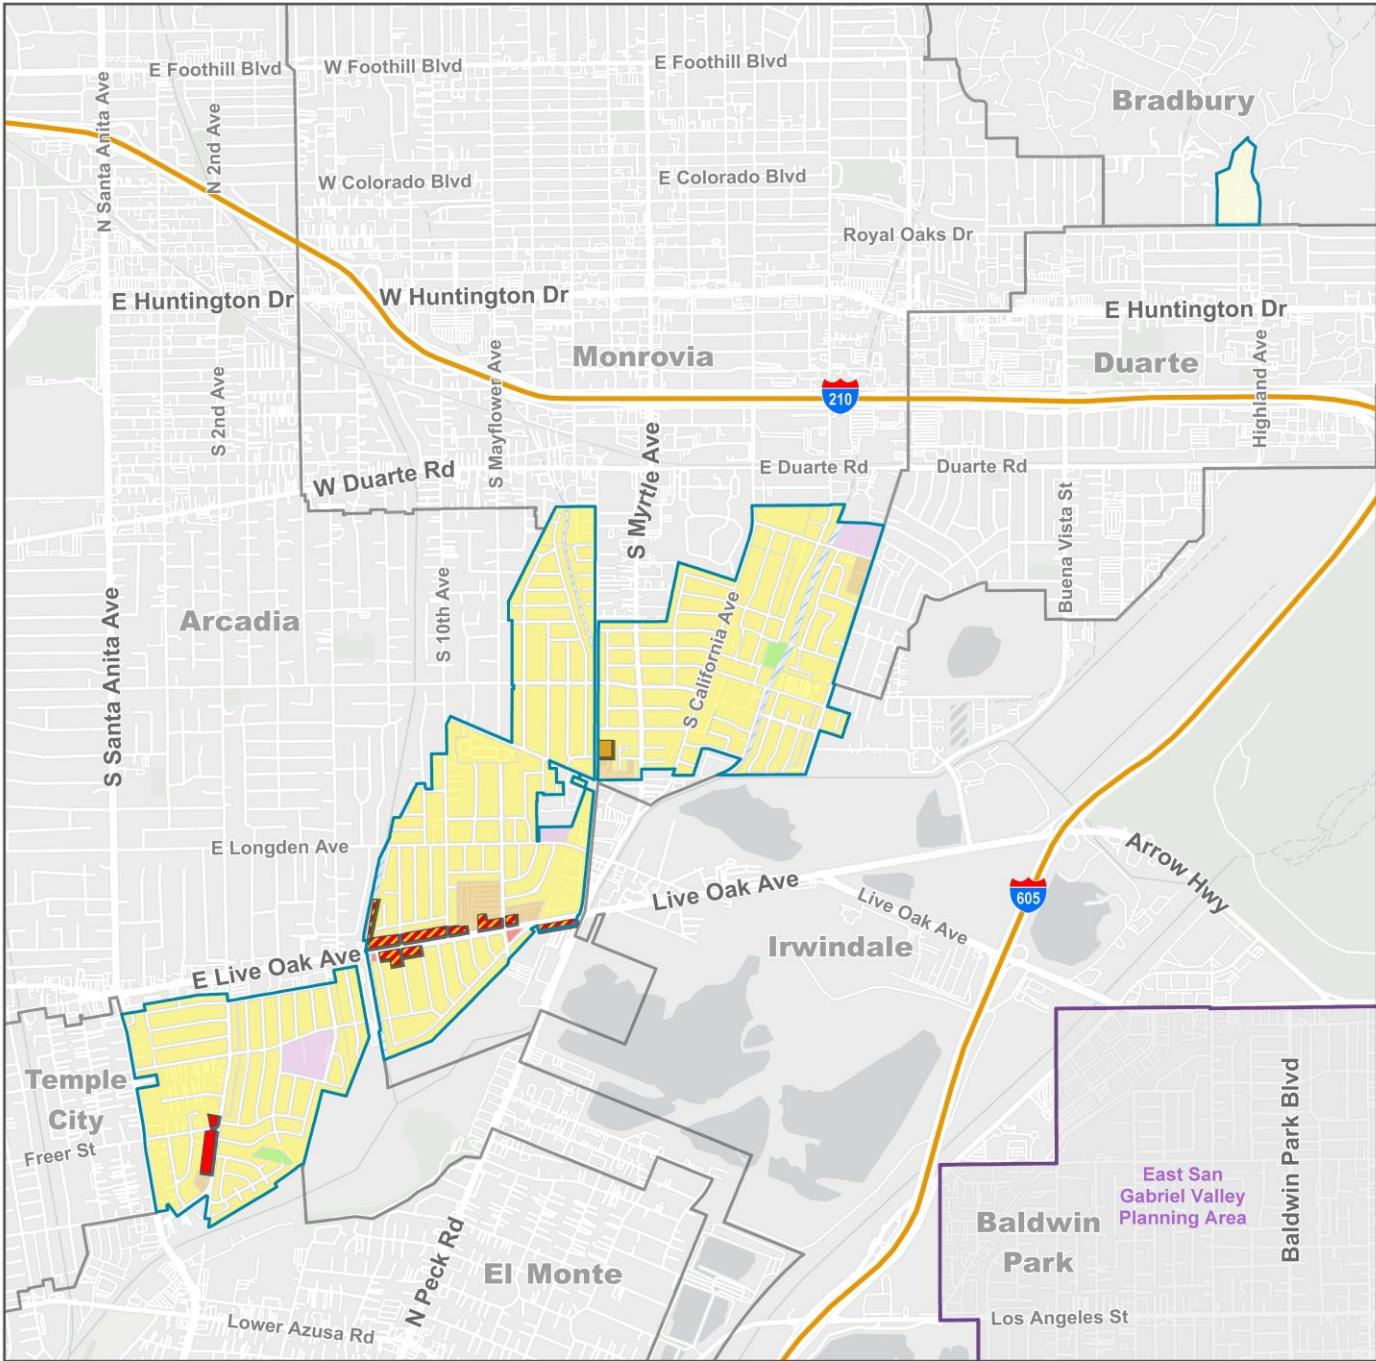 E Foothill Blvd
W Foothill Blvd
E Foothill Blvd
Bradbury
N Santa Anita Ave
N 2nd Ave
W Colorado Blvd
E Colorado Blvd
Royal Oaks Dr
E Huntington Dr
W Huntington Dr
E Huntington Dr
Monrovia
Duarte
Highland Ave
S 2nd Ave
S Mayflower Ave
210
S Myrtle Ave
W Duarte Rd
E Duarte Rd
Duarte Rd
Buena Vista St
S Santa Anita Ave
Arcadia
S 10th Ave
S California Ave
E Longden Ave
Arrow Hwy
Live Oak Ave
605
Live Oak Ave
Irwindale
E Live Oak Ave
Temple
City
Freer St
East San
Gabriel Valley
Planning Area
Baldwin Park Blvd
Baldwin
Park
N Peck Rd
El Monte
Lower Azusa Rd
Los Angeles St